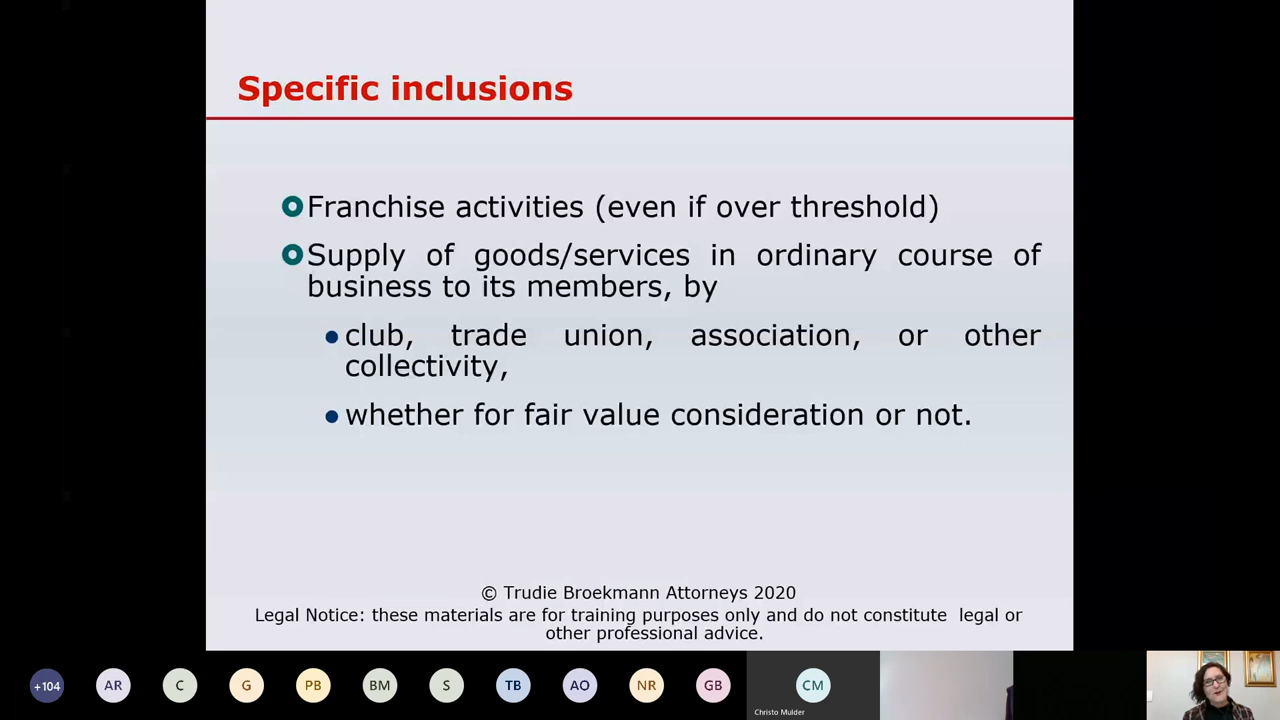 Specific inclusions
Franchise activities (even if over threshold)
Supply of goods/services in ordinary course of
business to its members, by
club, trade union, association, or other
collectivity,
whether for fair value consideration or not.
© Trudie Broekmann Attorneys 2020
Legal Notice: these materials are for training purposes only and do not constitute legal or
other professional advice.
+104 AR C G PB BM S TB AO NR GB CM
Christo Mulder